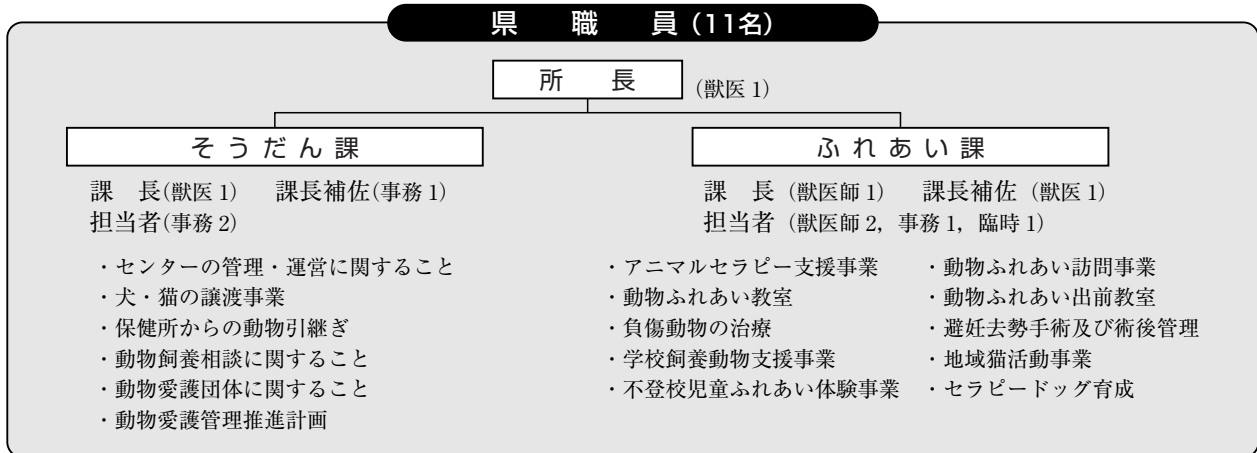 県 職 員(11名)
所 長 (獣医 1)
そ う だ ん 課
課 長(獣医 1) 課長補佐(事務 1)
担当者(事務 2)
・センターの管理・運営に関すること
・犬・猫の譲渡事業
・保健所からの動物引継ぎ
・動物飼養相談に関すること
・動物愛護団体に関すること
・動物愛護管理推進計画
ふ れ あ い 課
課 長 (獣医師 1) 課長補佐 (獣医 1)
担当者 (獣医師 2, 事務 1, 臨時 1)
・アニマルセラピー支援事業
・動物ふれあい教室
・負傷動物の治療
・学校飼養動物支援事業
・不登校児童ふれあい体験事業
・動物ふれあい訪問事業
・動物ふれあい出前教室
・避妊去勢手術及び術後管理
・地域猫活動事業
・セラピードッグ育成